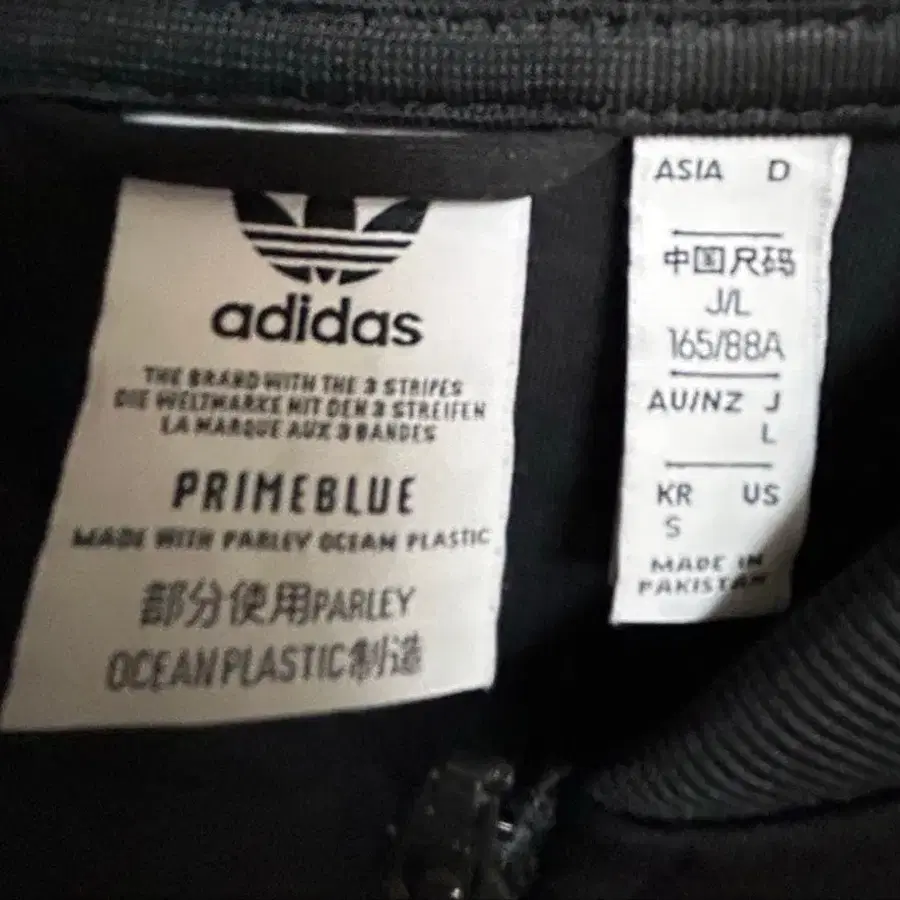 adidas
THE BRAND WITH THE 3 STRIPES
DIE WELTMARKE MIT DEN 3 STREIFEN
LA MARQUE AUX 3 BANDES
PRIMEBLUE
MADE WITH PARLEY OCEAN PLASTIC
部分使用PARLEY
OCEAN PLASTIC制造
ASIA D
中国尺码
J/L
165/88A
AU/NZ J
L
KR US
S
MADE IN
PAKISTAN